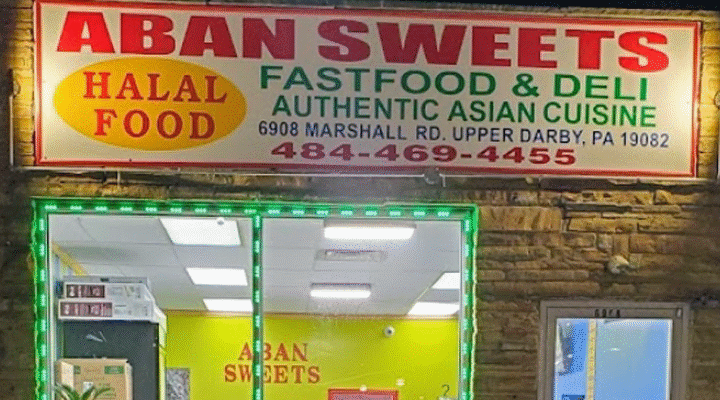 ABAN SWEETS
HALAL
FOOD
FASTFOOD & DELI
AUTHENTIC ASIAN CUISINE
6908 MARSHALL RD. UPPER DARBY, PA 19082
484-469-4455
ABAN
SWEETS